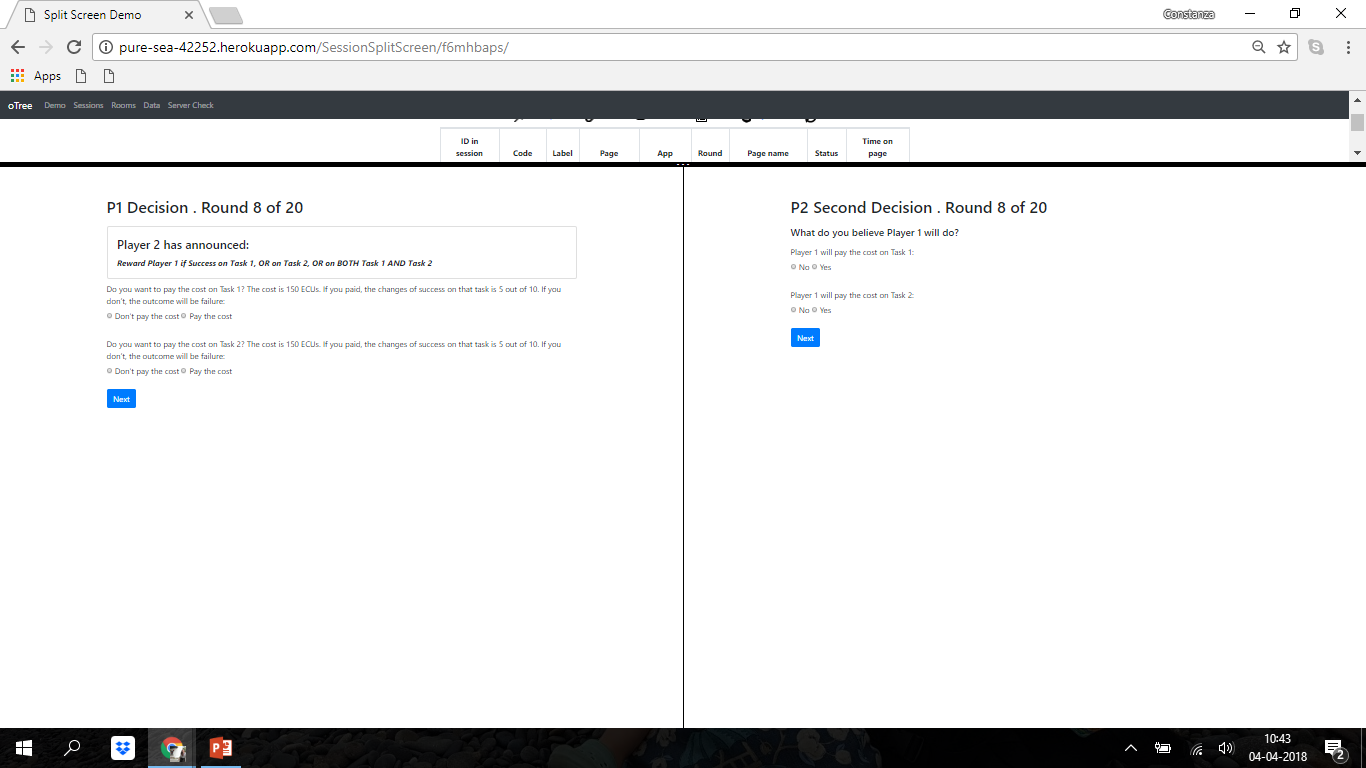 Split Screen Demo
Constanza
pure-sea-42252.herokuapp.com/SessionSplitScreen/f6mhbaps/
Apps
oTree Demo Sessions Rooms Data Server Check
ID in session Code Label Page App Round Page name Status Time on page
P1 Decision . Round 8 of 20
Player 2 has announced:
Reward Player 1 if Success on Task 1, OR on Task 2, OR on BOTH Task 1 AND Task 2
Do you want to pay the cost on Task 1? The cost is 150 ECUs. If you paid, the changes of success on that task is 5 out of 10. If you
don't, the outcome will be failure:
Don't pay the cost Pay the cost
Do you want to pay the cost on Task 2? The cost is 150 ECUs. If you paid, the changes of success on that task is 5 out of 10. If you
don't, the outcome will be failure:
Don't pay the cost Pay the cost
Next
P2 Second Decision . Round 8 of 20
What do you believe Player 1 will do?
Player 1 will pay the cost on Task 1:
No Yes
Player 1 will pay the cost on Task 2:
No Yes
Next
10:43
04-04-2018
2